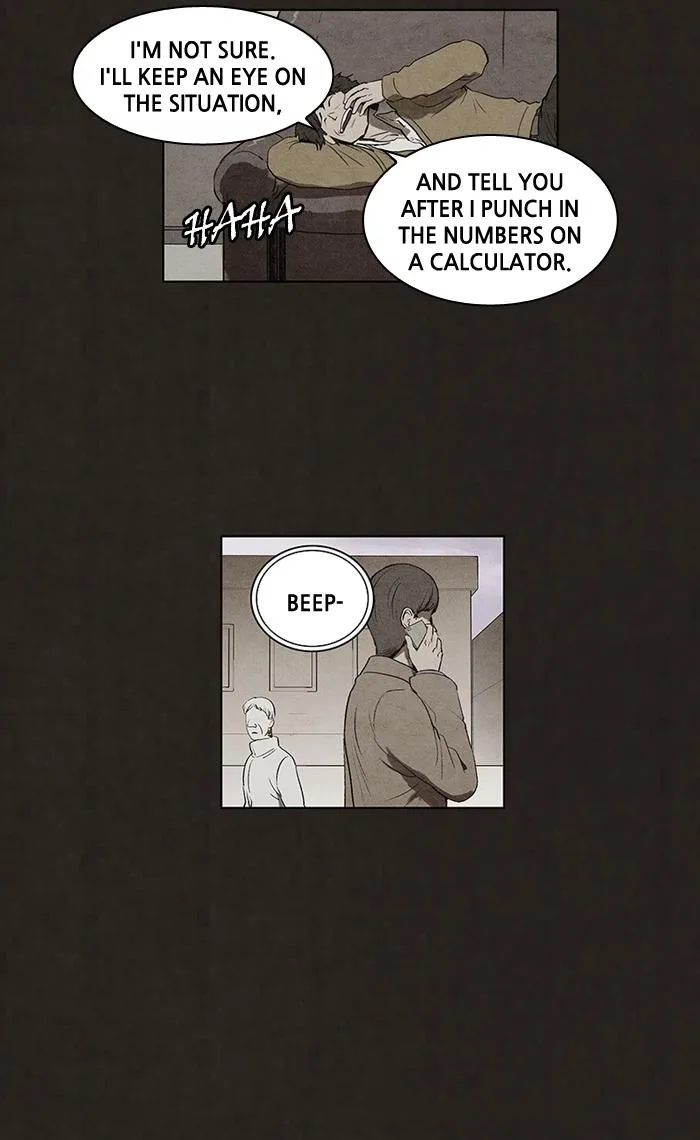 I'M NOT SURE.
I'LL KEEP AN EYE ON
THE SITUATION,
AND TELL YOU
AFTER I PUNCH IN
THE NUMBERS ON
A CALCULATOR.
HAHA
BEEP-